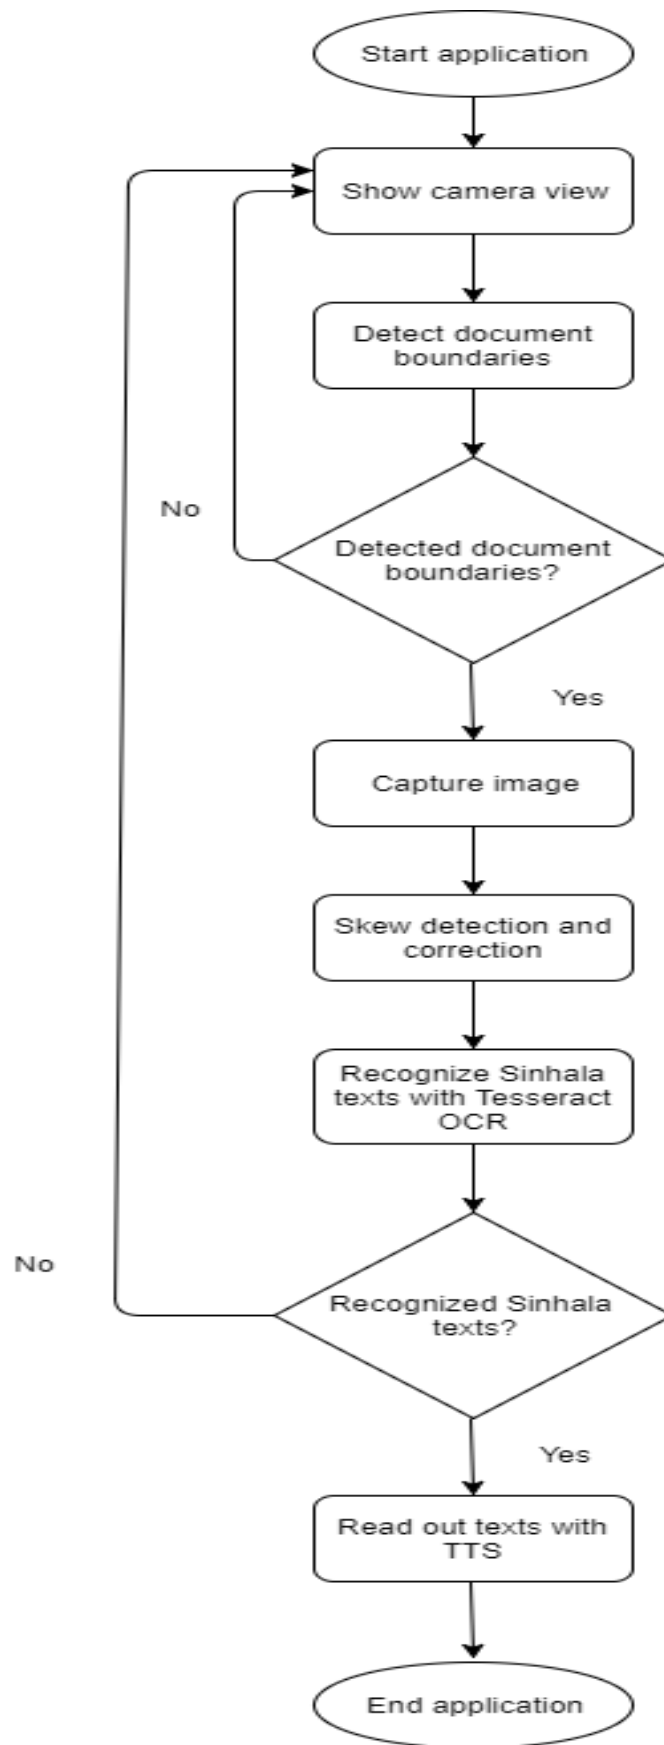 Start application
Show camera view
Detect document
boundaries
No
Detected document
boundaries?
Yes
Capture image
Skew detection and
correction
Recognize Sinhala
texts with Tesseract
OCR
No
Recognized Sinhala
texts?
Yes
Read out texts with
TTS
End application